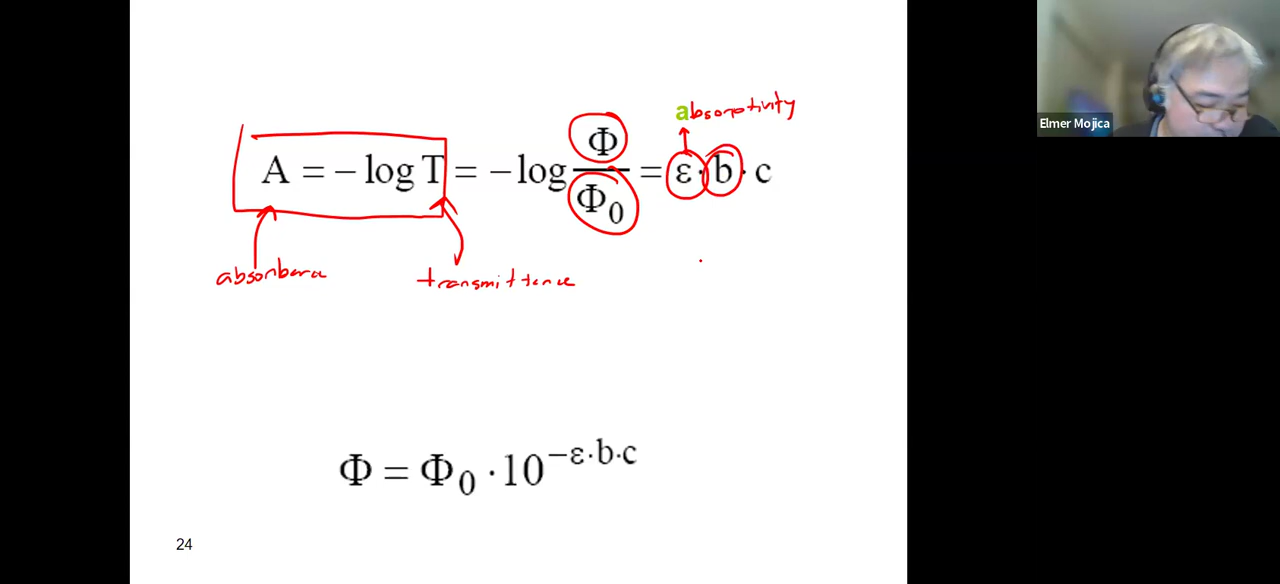 absorptivity
A = − log T = − log Φ/Φ₀ = ε · b · c
absorbance
transmittance
Φ = Φ₀ · 10^(−ε·b·c)
24
Elmer Mojica